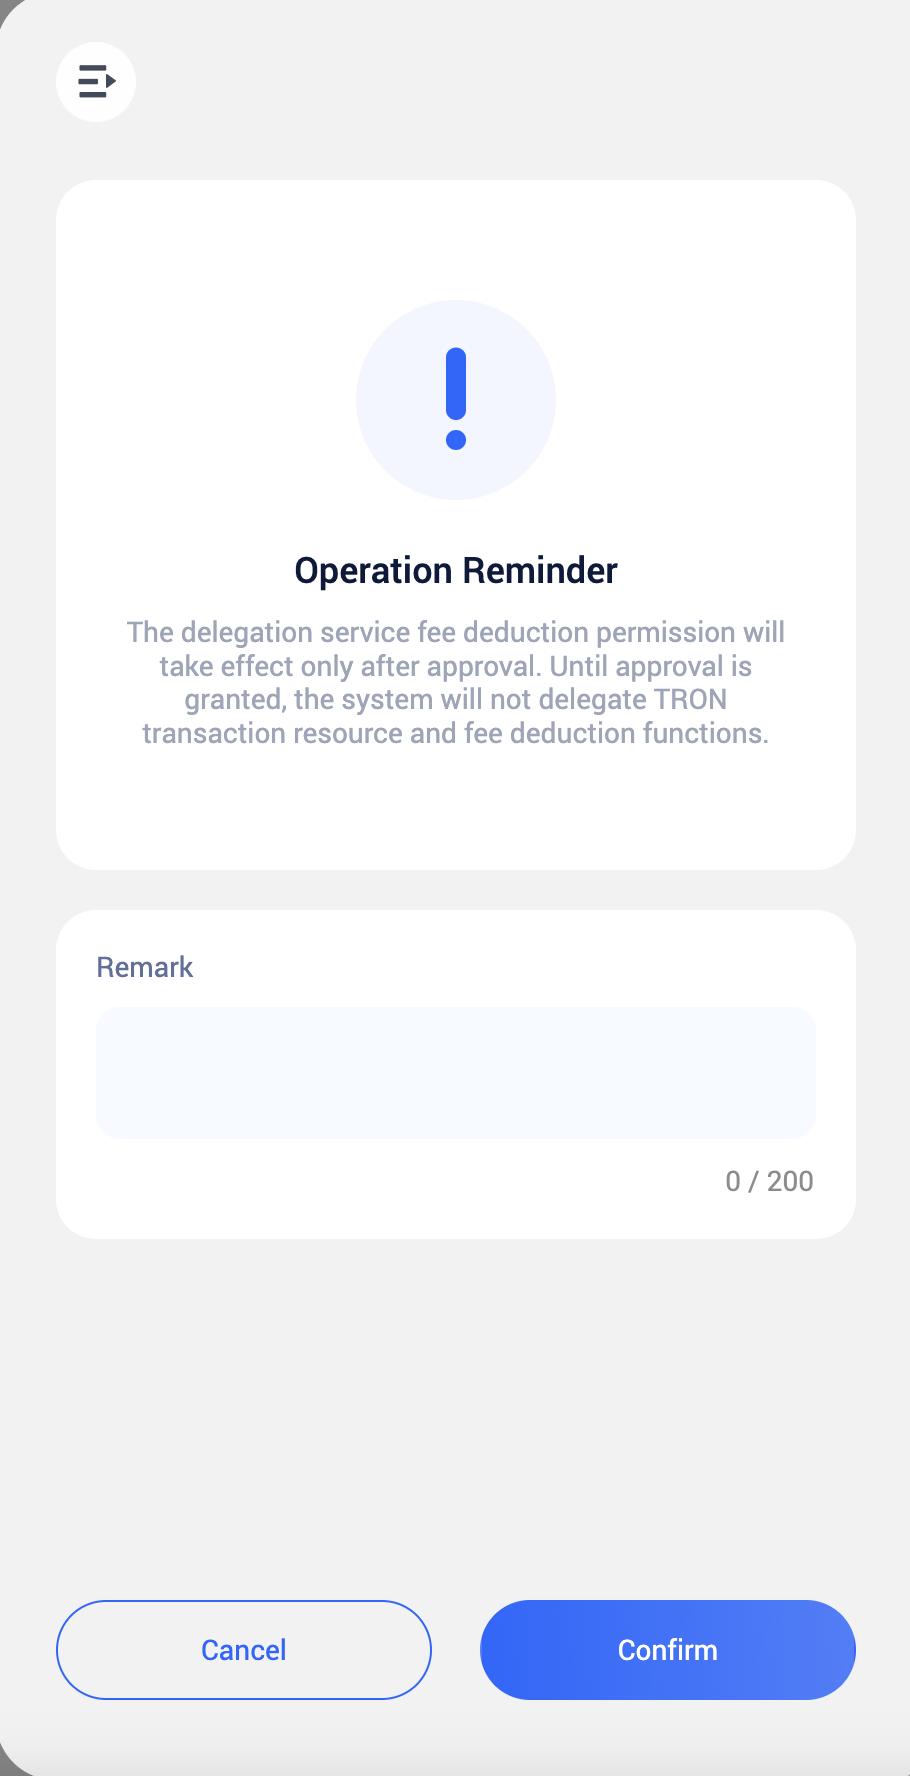 Operation Reminder
The delegation service fee deduction permission will
take effect only after approval. Until approval is
granted, the system will not delegate TRON
transaction resource and fee deduction functions.
Remark
0 / 200
Cancel
Confirm